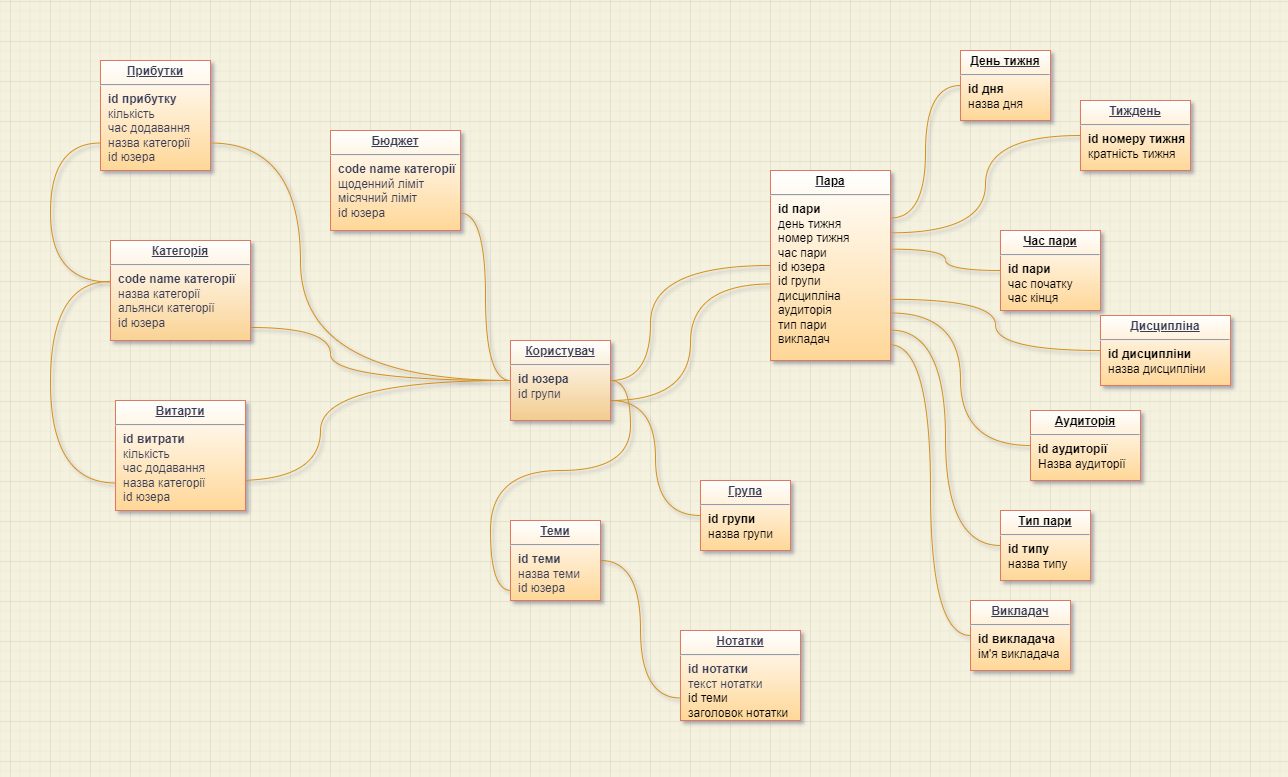 Прибутки
id прибутку
кількість
час додавання
назва категорії
id юзера
Бюджет
code name категорії
щоденний ліміт
місячний ліміт
id юзера
Категорія
code name категорії
назва категорії
альянси категорії
id юзера
Витарти
id витрати
кількість
час додавання
назва категорії
id юзера
Користувач
id юзера
id групи
Теми
id теми
назва теми
id юзера
Група
id групи
назва групи
Нотатки
id нотатки
текст нотатки
id теми
заголовок нотатки
Пара
id пари
день тижня
номер тижня
час пари
id юзера
id групи
дисципліна
аудиторія
тип пари
викладач
День тижня
id дня
назва дня
Тиждень
id номеру тижня
кратність тижня
Час пари
id пари
час початку
час кінця
Дисципліна
id дисципліни
назва дисципліни
Аудиторія
id аудиторії
Назва аудиторії
Тип пари
id типу
назва типу
Викладач
id викладача
ім'я викладача